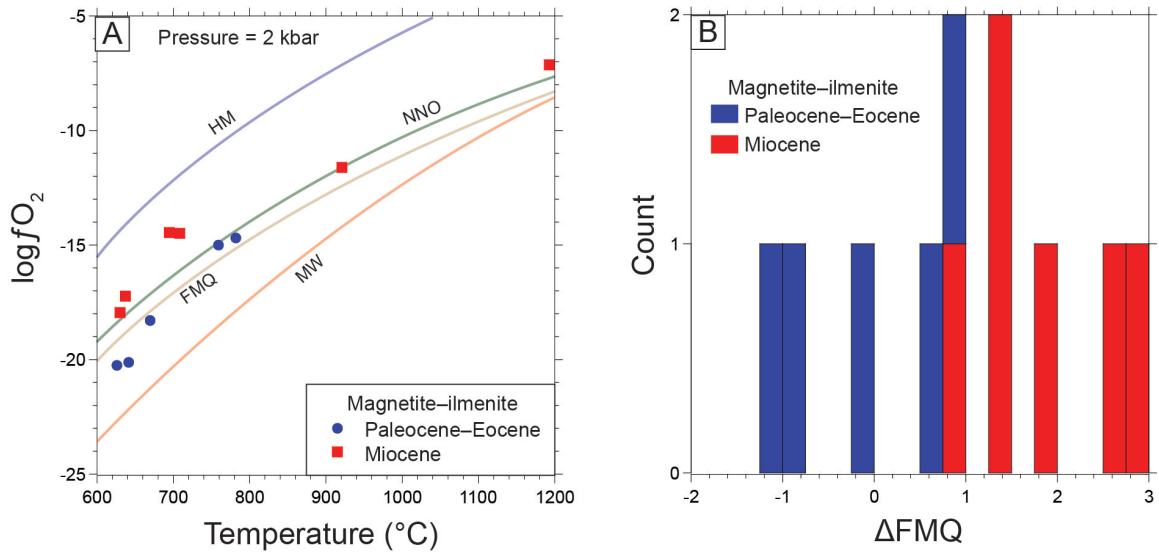 A
Pressure = 2 kbar
HM
NNO
FMQ
MW
-5
-10
-15
-20
-25
logfO2
600
700
800
900
1000
1100
1200
Temperature (°C)
Magnetite–ilmenite
Paleocene–Eocene
Miocene
B
Magnetite–ilmenite
Paleocene–Eocene
Miocene
2
1
0
Count
-2
-1
0
1
2
3
ΔFMQ